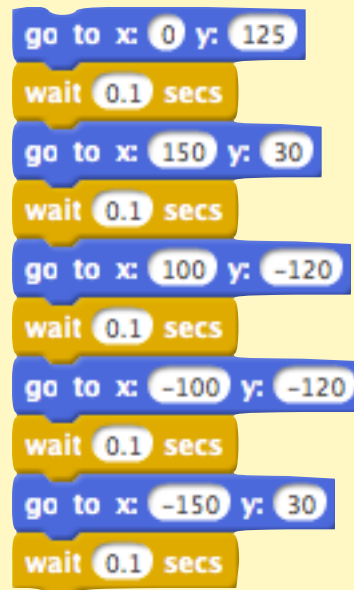 go to x: 0 y: 125
wait 0.1 secs
go to x: 150 y: 30
wait 0.1 secs
go to x: 100 y: -120
wait 0.1 secs
go to x: -100 y: -120
wait 0.1 secs
go to x: -150 y: 30
wait 0.1 secs